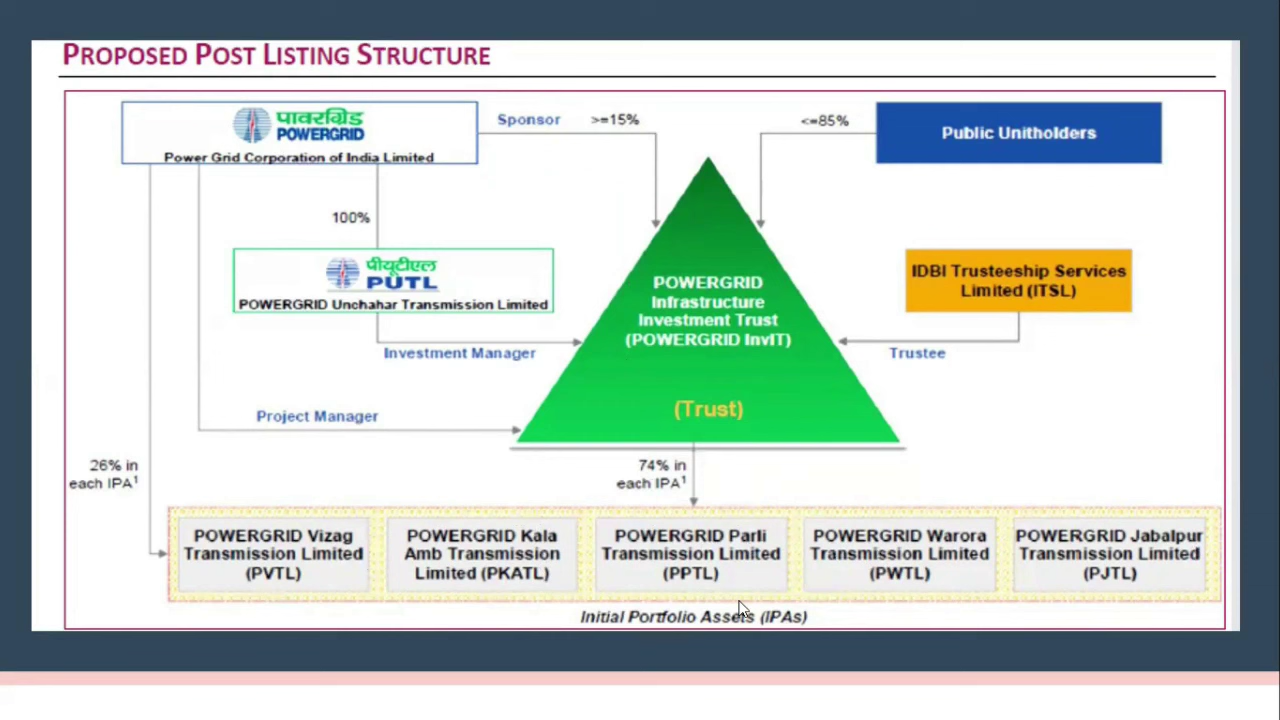 PROPOSED POST LISTING STRUCTURE
पावरग्रिड
POWERGRID
Power Grid Corporation of India Limited
Sponsor
>=15%
<=85%
Public Unitholders
100%
पीयूटीएल
PUTL
POWERGRID Unchahar Transmission Limited
Investment Manager
Project Manager
POWERGRID
Infrastructure
Investment Trust
(POWERGRID InvIT)
(Trust)
IDBI Trusteeship Services
Limited (ITSL)
Trustee
26% in
each IPA¹
74% in
each IPA¹
POWERGRID Vizag
Transmission Limited
(PVTL)
POWERGRID Kala
Amb Transmission
Limited (PKATL)
POWERGRID Parli
Transmission Limited
(PPTL)
POWERGRID Warora
Transmission Limited
(PWTL)
POWERGRID Jabalpur
Transmission Limited
(PJTL)
Initial Portfolio Assets (IPAs)